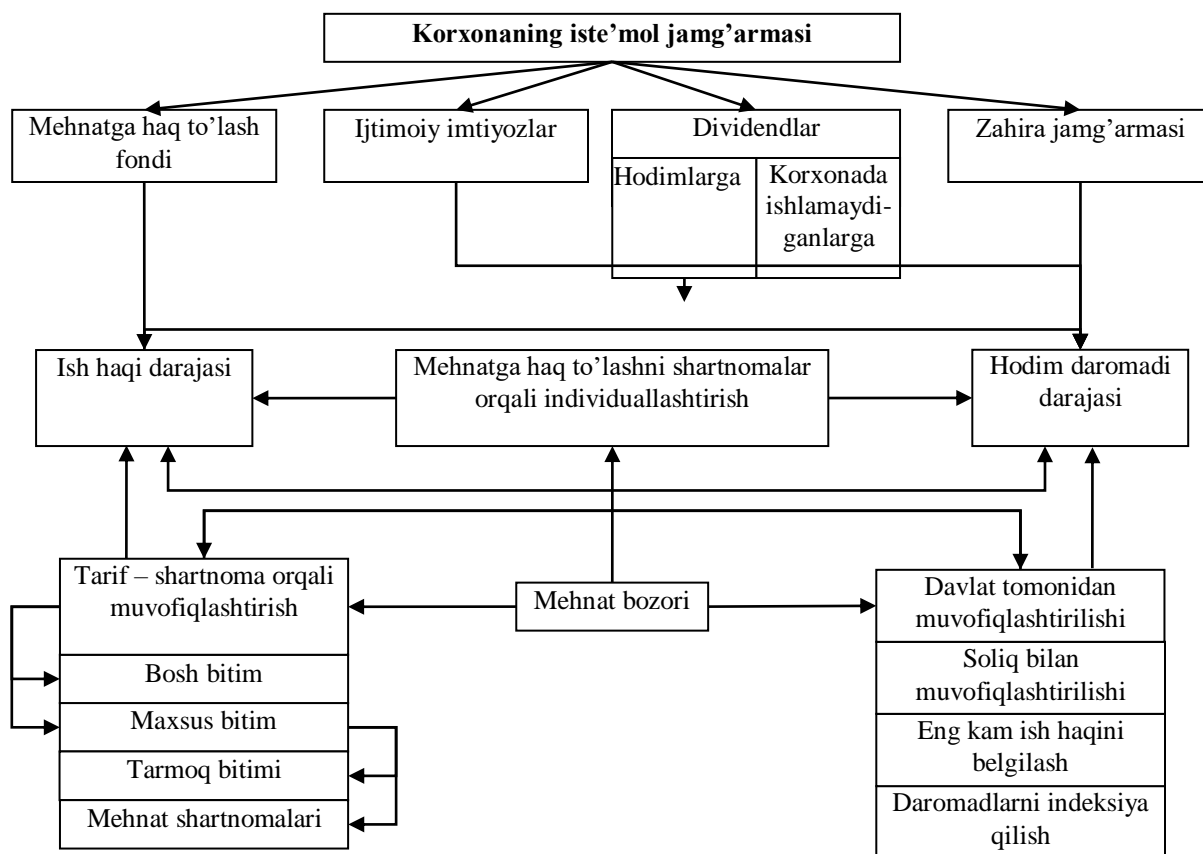 Korxonaning iste’mol jamg’armasi
Mehnatga haq to’lash
fondi
Ijtimoiy imtiyozlar
Dividendlar
Hodimlarga
Korxonada
ishlamaydi-
ganlarga
Zahira jamg’armasi
Ish haqi darajasi
Mehnatga haq to’lashni shartnomalar
orqali individuallashtirish
Hodim daromadi
darajasi
Tarif – shartnoma orqali
muvofiqlashtirish
Bosh bitim
Maxsus bitim
Tarmoq bitimi
Mehnat shartnomalari
Mehnat bozori
Davlat tomonidan
muvofiqlashtirilishi
Soliq bilan
muvofiqlashtirilishi
Eng kam ish haqini
belgilash
Daromadlarni indeksiya
qilish